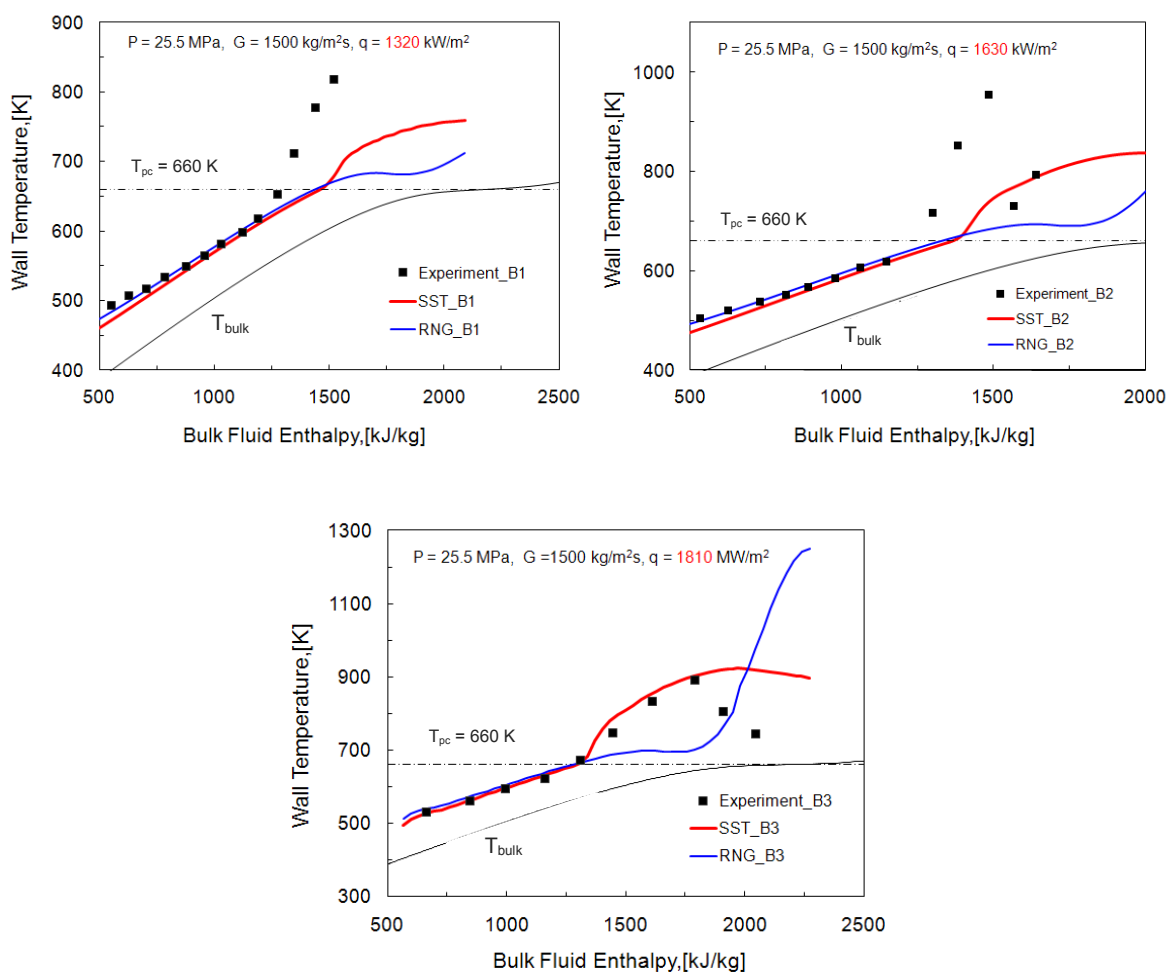 P = 25.5 MPa, G = 1500 kg/m²s, q = 1320 kW/m²
900
800
700
600
500
400
Wall Temperature,[K]
T_pc = 660 K
Experiment_B1
SST_B1
RNG_B1
T_bulk
500 1000 1500 2000 2500
Bulk Fluid Enthalpy,[kJ/kg]
P = 25.5 MPa, G = 1500 kg/m²s, q = 1630 kW/m²
1000
800
600
400
Wall Temperature,[K]
T_pc = 660 K
Experiment_B2
SST_B2
RNG_B2
T_bulk
500 1000 1500 2000
Bulk Fluid Enthalpy,[kJ/kg]
P = 25.5 MPa, G =1500 kg/m²s, q = 1810 MW/m²
1300
1100
900
700
500
300
Wall Temperature,[K]
T_pc = 660 K
Experiment_B3
SST_B3
RNG_B3
T_bulk
500 1000 1500 2000 2500
Bulk Fluid Enthalpy,[kJ/kg]